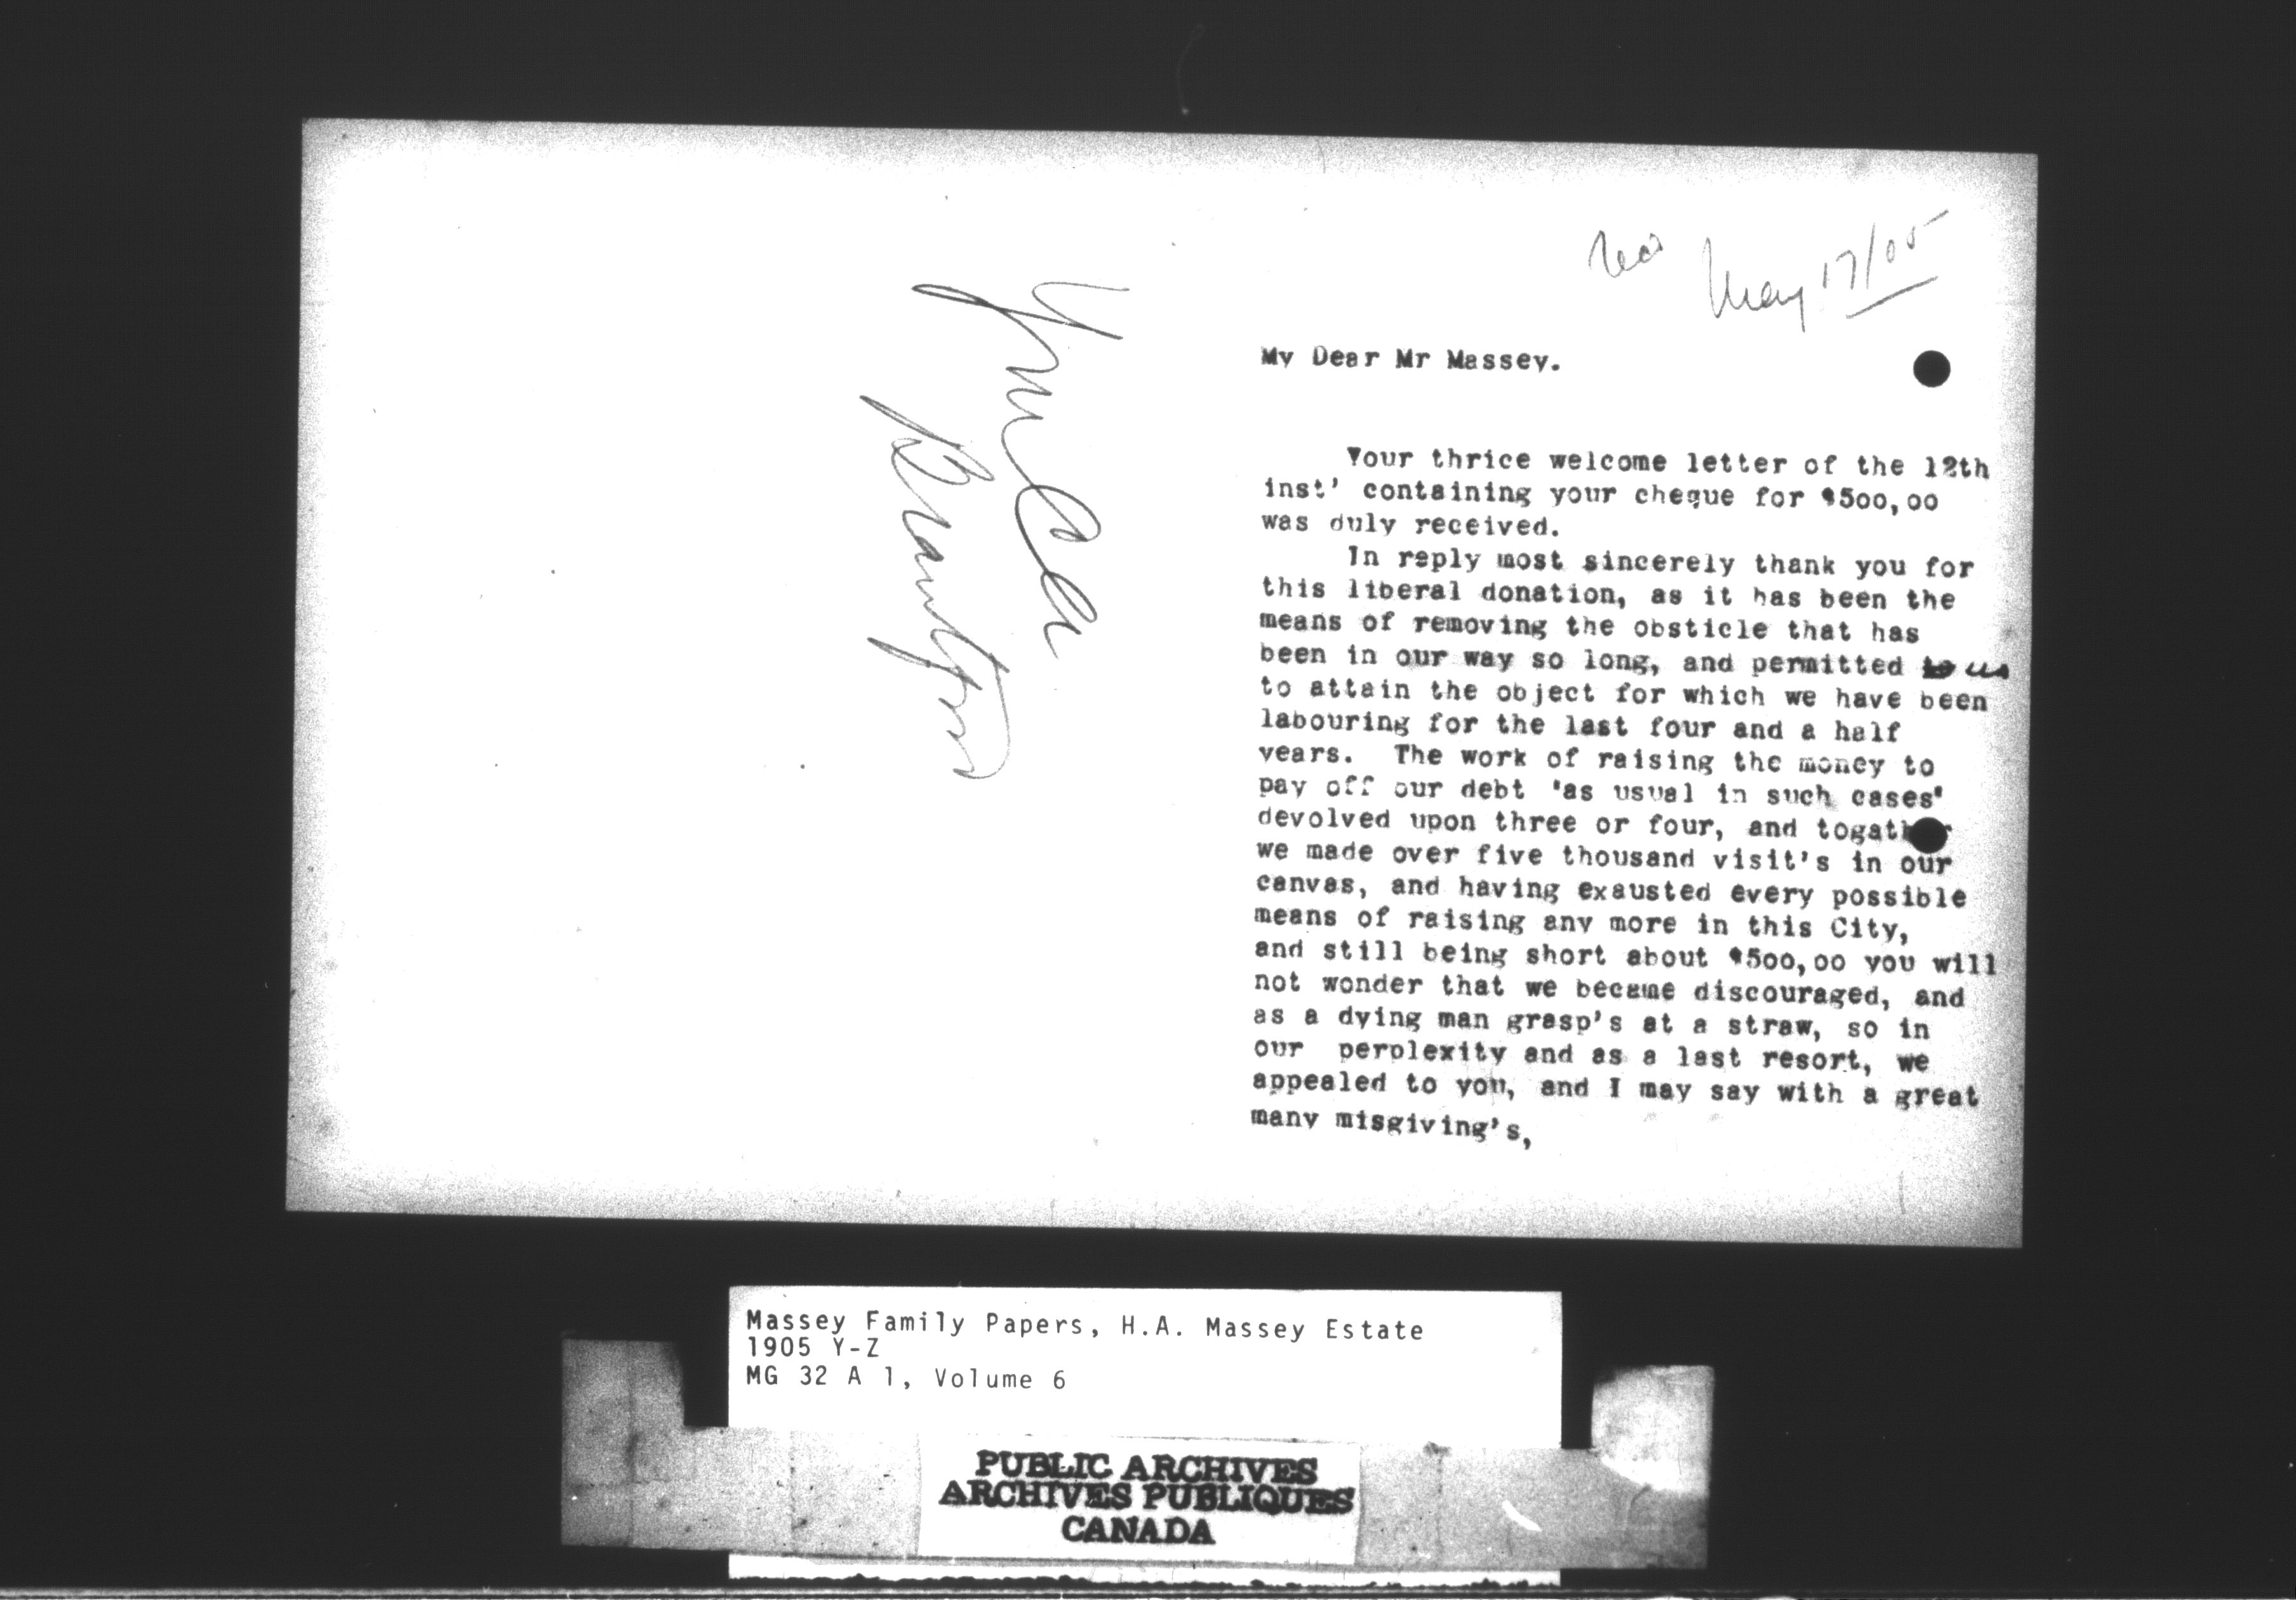 YMCA
Brantford
Rec'd May 17/05
My Dear Mr Massey.
Your thrice welcome letter of the 12th
inst' containing your cheque for $500,00
was duly received.
In reply most sincerely thank you for
this liberal donation, as it has been the
means of removing the obsticle that has
been in our way so long, and permitted us
to attain the object for which we have been
labouring for the last four and a half
years. The work of raising the money to
pay off our debt 'as usual in such cases'
devolved upon three or four, and togather
we made over five thousand visit's in our
canvas, and having exausted every possible
means of raising any more in this City,
and still being short about $500,00 you will
not wonder that we became discouraged, and
as a dying man grasp's at a straw, so in
our perplexity and as a last resort, we
appealed to you, and I may say with a great
many misgiving's,
Massey Family Papers, H.A. Massey Estate
1905 Y-Z
MG 32 A 1, Volume 6
PUBLIC ARCHIVES
ARCHIVES PUBLIQUES
CANADA